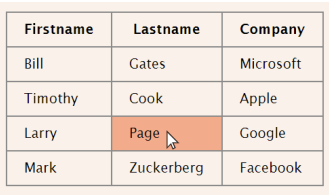 Firstname Lastname Company
Bill Gates Microsoft
Timothy Cook Apple
Larry Page Google
Mark Zuckerberg Facebook